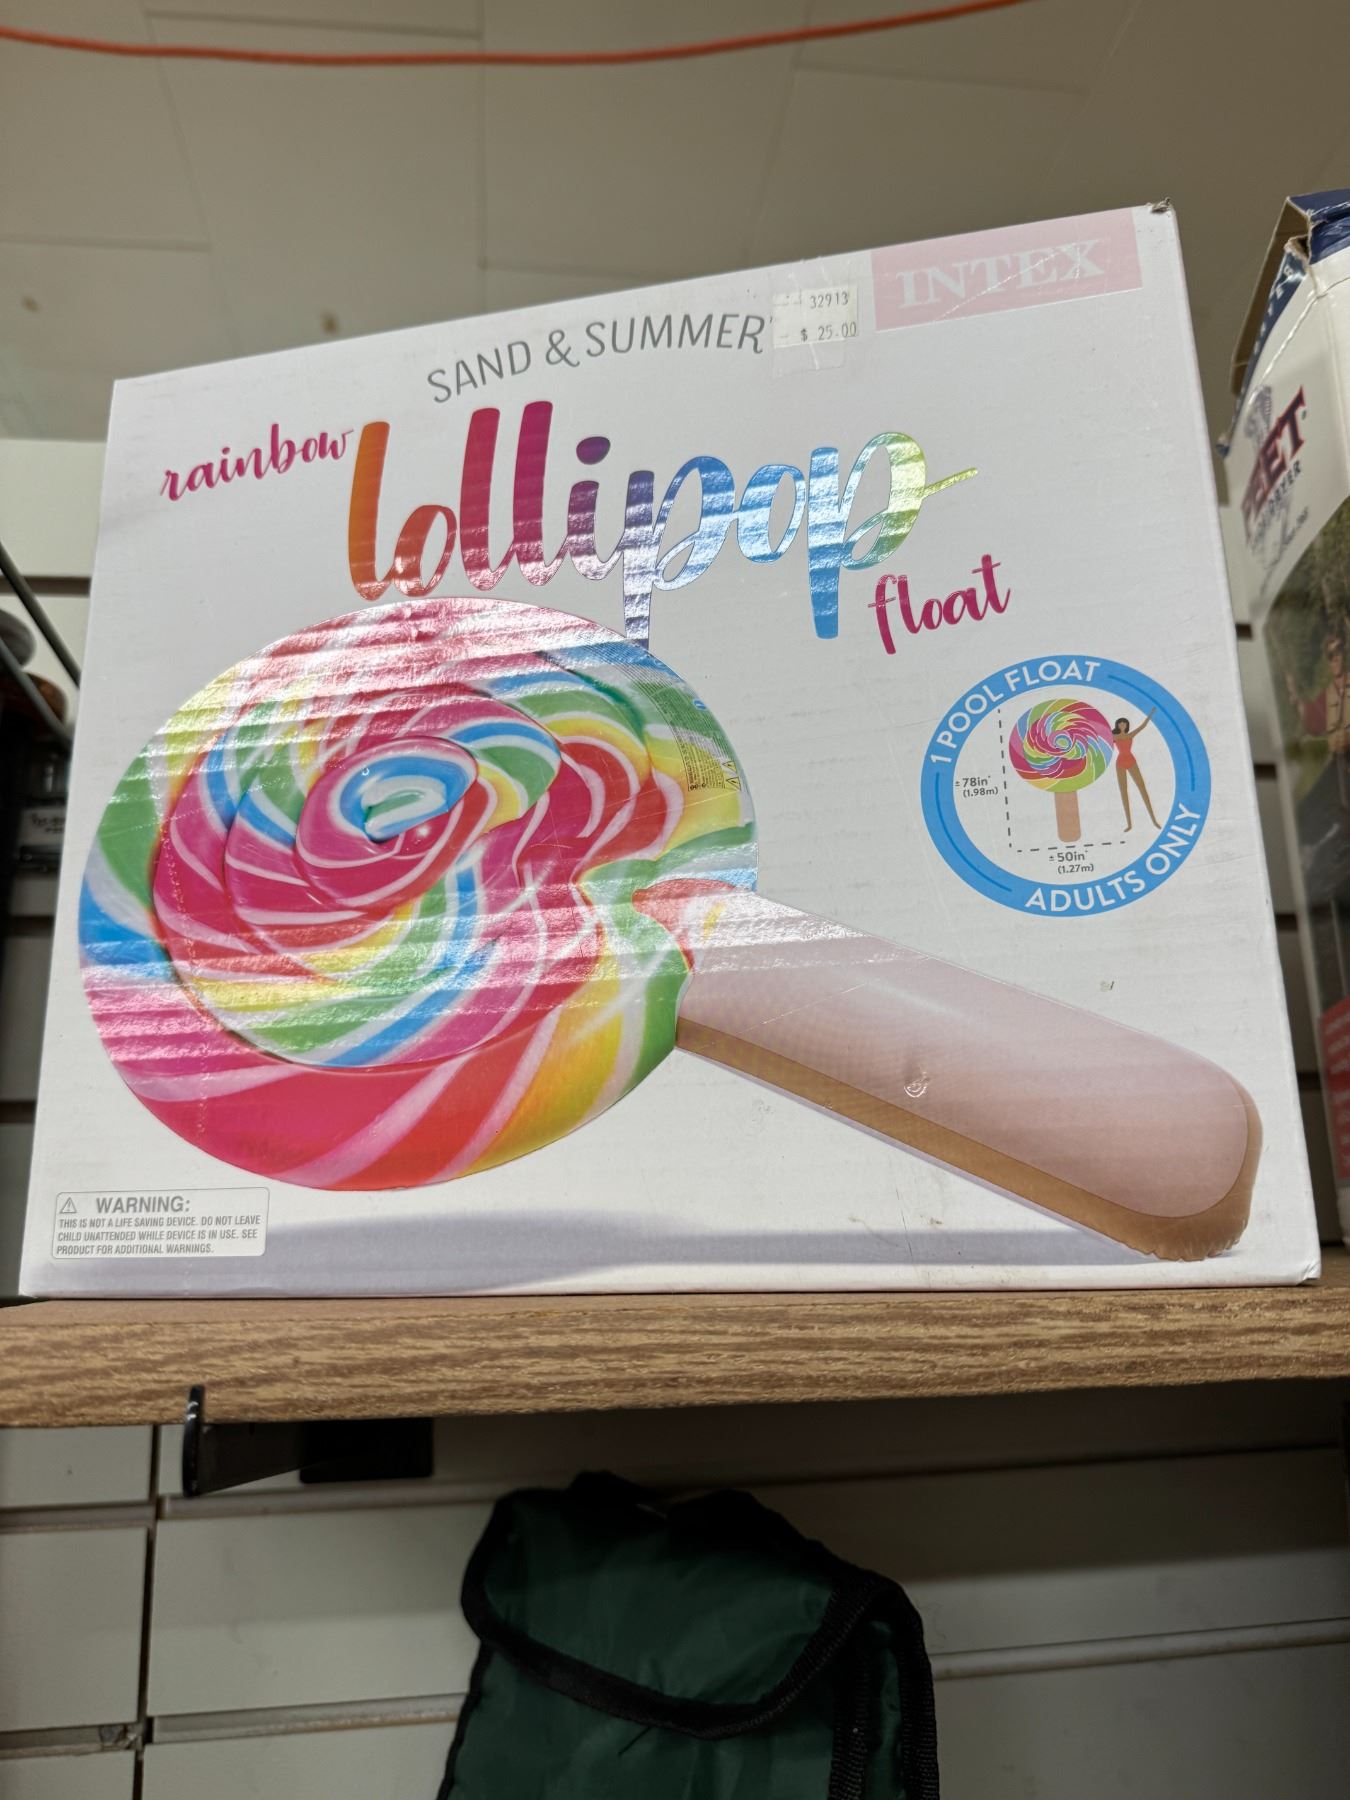 INTEX
32913
$ 25.00
SAND & SUMMER
rainbow
lollipop
float
1 POOL FLOAT
±78in*
(1.98m)
±50in*
(1.27m)
ADULTS ONLY
WARNING:
THIS IS NOT A LIFE SAVING DEVICE. DO NOT LEAVE
CHILD UNATTENDED WHILE DEVICE IS IN USE. SEE
PRODUCT FOR ADDITIONAL WARNINGS.